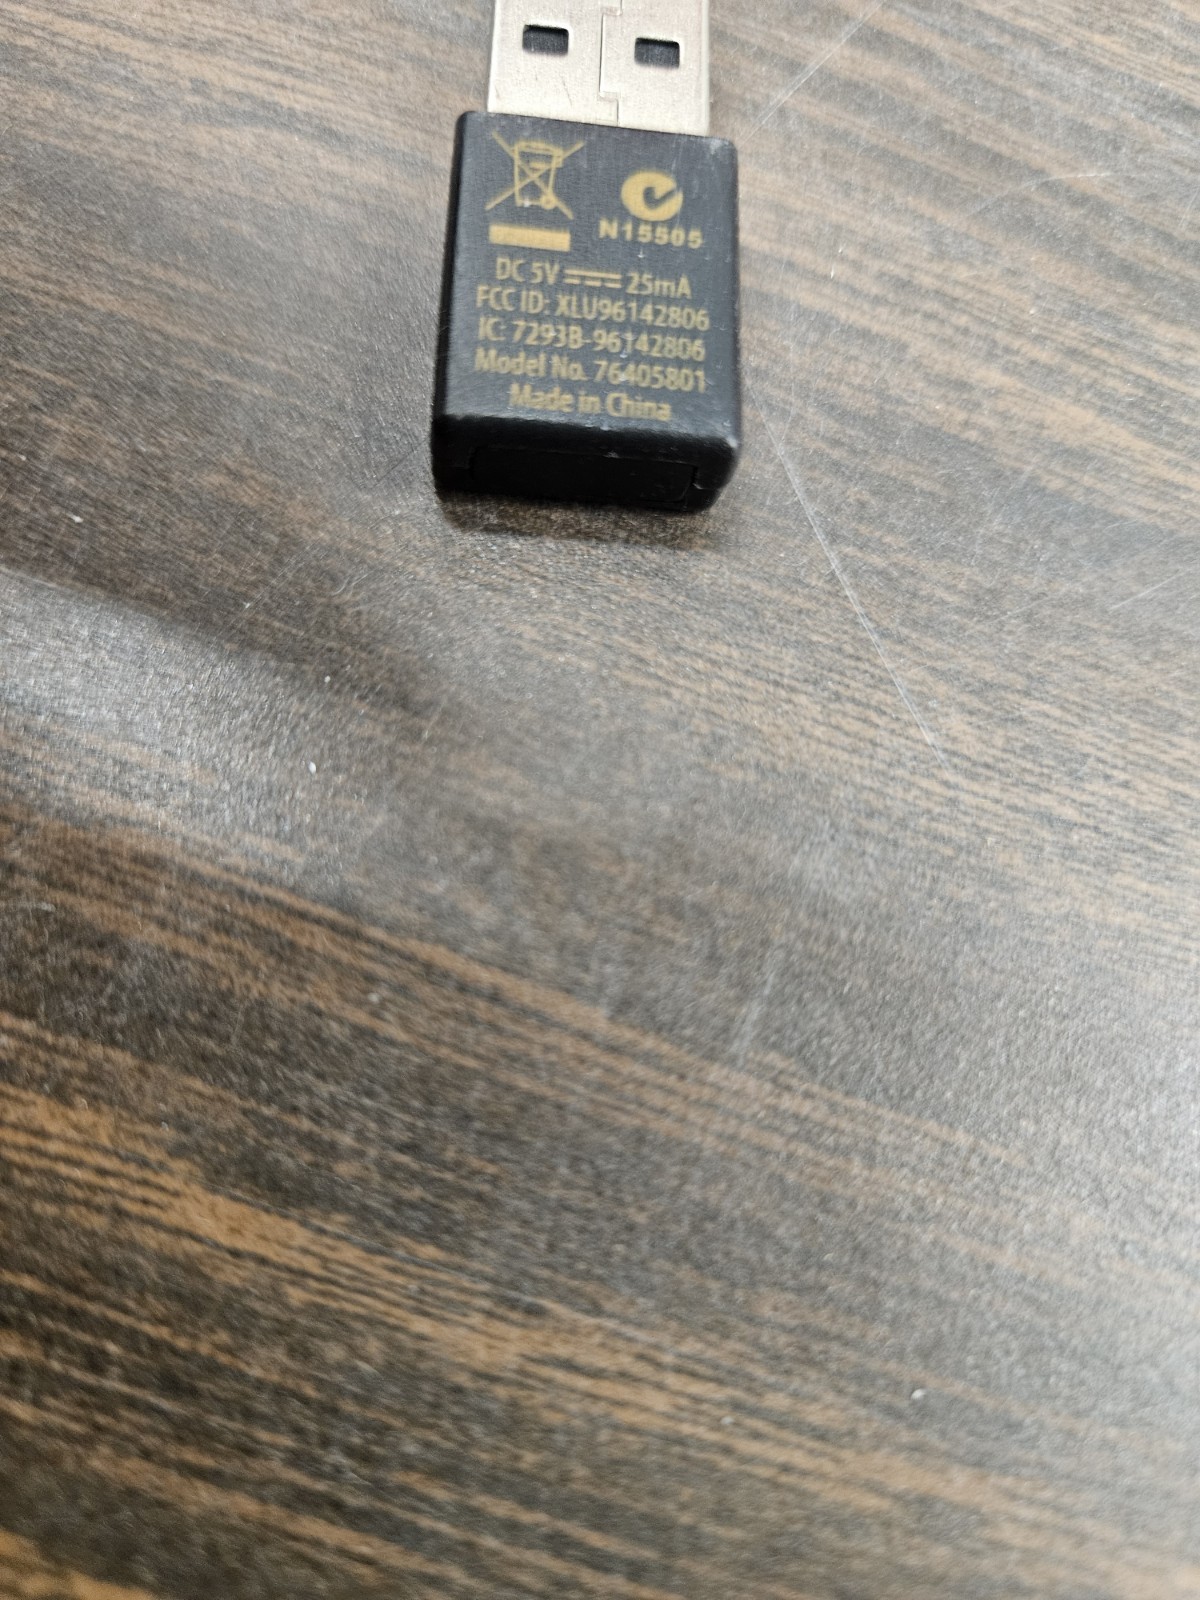 N15505
DC 5V 25mA
FCC ID: XLU96142806
IC: 7293B-96142806
Model No. 76405801
Made in China